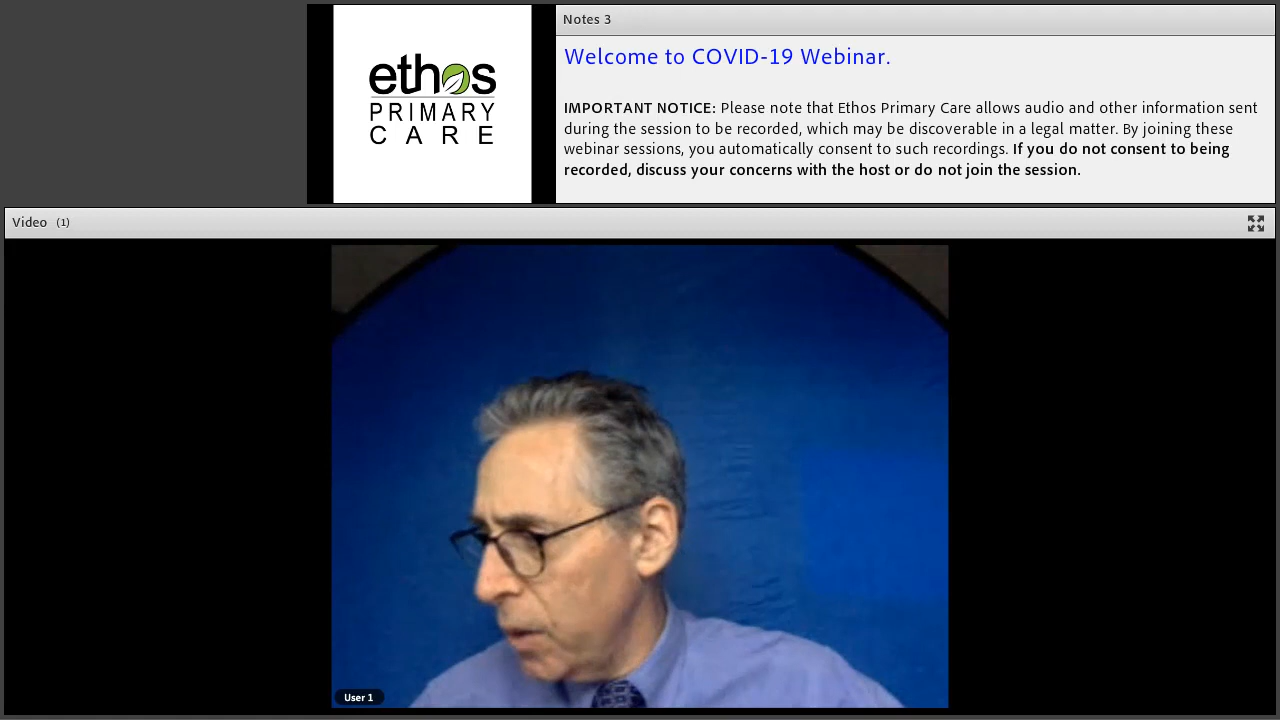 ethos
PRIMARY
CARE
Notes 3
Welcome to COVID-19 Webinar.
IMPORTANT NOTICE: Please note that Ethos Primary Care allows audio and other information sent
during the session to be recorded, which may be discoverable in a legal matter. By joining these
webinar sessions, you automatically consent to such recordings. If you do not consent to being
recorded, discuss your concerns with the host or do not join the session.
Video (1)
User 1